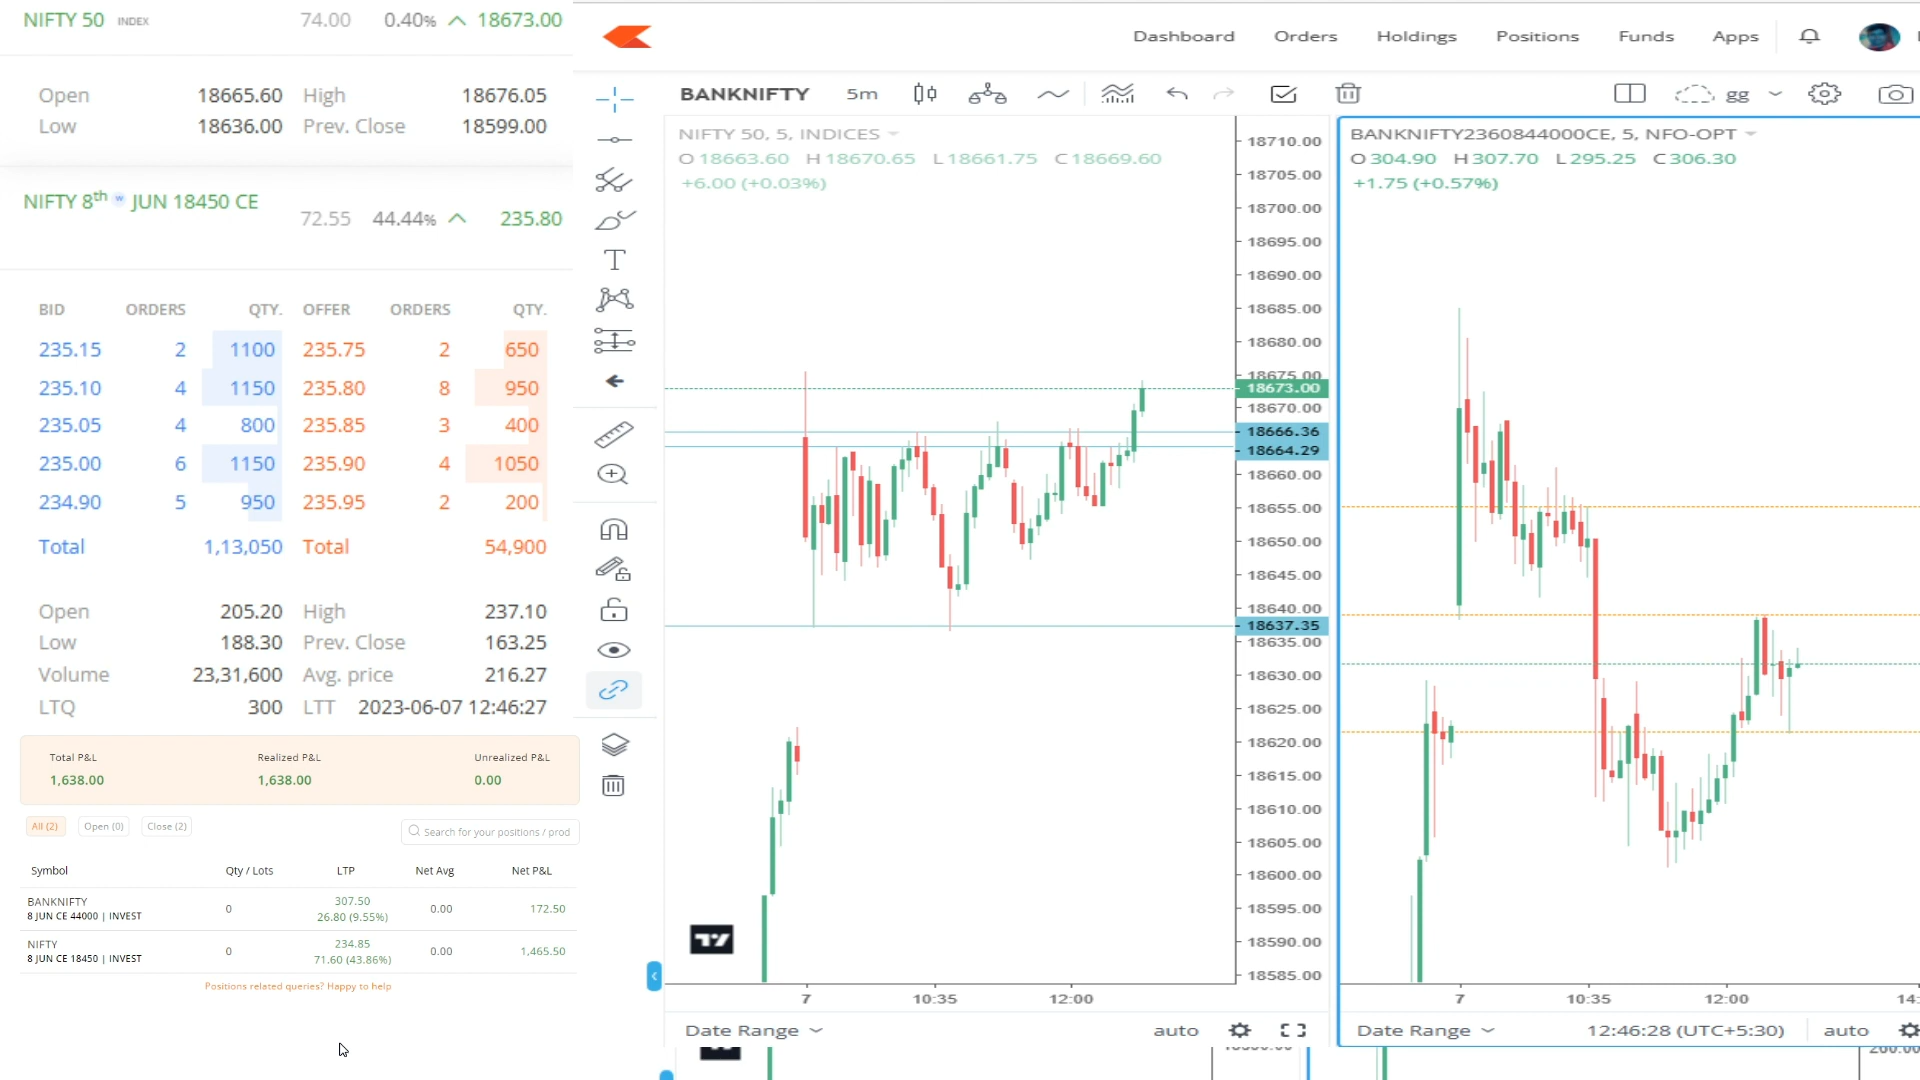 NIFTY 50 INDEX 74.00 0.40% 18673.00
Open 18665.60 High 18676.05
Low 18636.00 Prev. Close 18599.00
NIFTY 8th w JUN 18450 CE 72.55 44.44% 235.80
BID ORDERS QTY. OFFER ORDERS QTY.
235.15 2 1100 235.75 2 650
235.10 4 1150 235.80 8 950
235.05 4 800 235.85 3 400
235.00 6 1150 235.90 4 1050
234.90 5 950 235.95 2 200
Total 1,13,050 Total 54,900
Open 205.20 High 237.10
Low 188.30 Prev. Close 163.25
Volume 23,31,600 Avg. price 216.27
LTQ 300 LTT 2023-06-07 12:46:27
Total P&L Realized P&L Unrealized P&L
1,638.00 1,638.00 0.00
All (2) Open (0) Close (2) Search for your positions / prod
Symbol Qty / Lots LTP Net Avg Net P&L
BANKNIFTY 0 307.50 0.00 172.50
8 JUN CE 44000 | INVEST 26.80 (9.55%)
NIFTY 0 234.85 0.00 1,465.50
8 JUN CE 18450 | INVEST 71.60 (43.86%)
Positions related queries? Happy to help
Dashboard Orders Holdings Positions Funds Apps
BANKNIFTY 5m gg
NIFTY 50, 5, INDICES
O 18663.60 H 18670.65 L 18661.75 C 18669.60
+6.00 (+0.03%)
18710.00
18705.00
18700.00
18695.00
18690.00
18685.00
18680.00
18675.00
18673.00
18670.00
18666.36
18664.29
18660.00
18655.00
18650.00
18645.00
18640.00
18637.35
18635.00
18630.00
18625.00
18620.00
18615.00
18610.00
18605.00
18600.00
18595.00
18590.00
18585.00
7 10:35 12:00
Date Range auto
BANKNIFTY2360844000CE, 5, NFO-OPT
O 304.90 H 307.70 L 295.25 C 306.30
+1.75 (+0.57%)
7 10:35 12:00 14:
Date Range 12:46:28 (UTC+5:30) auto